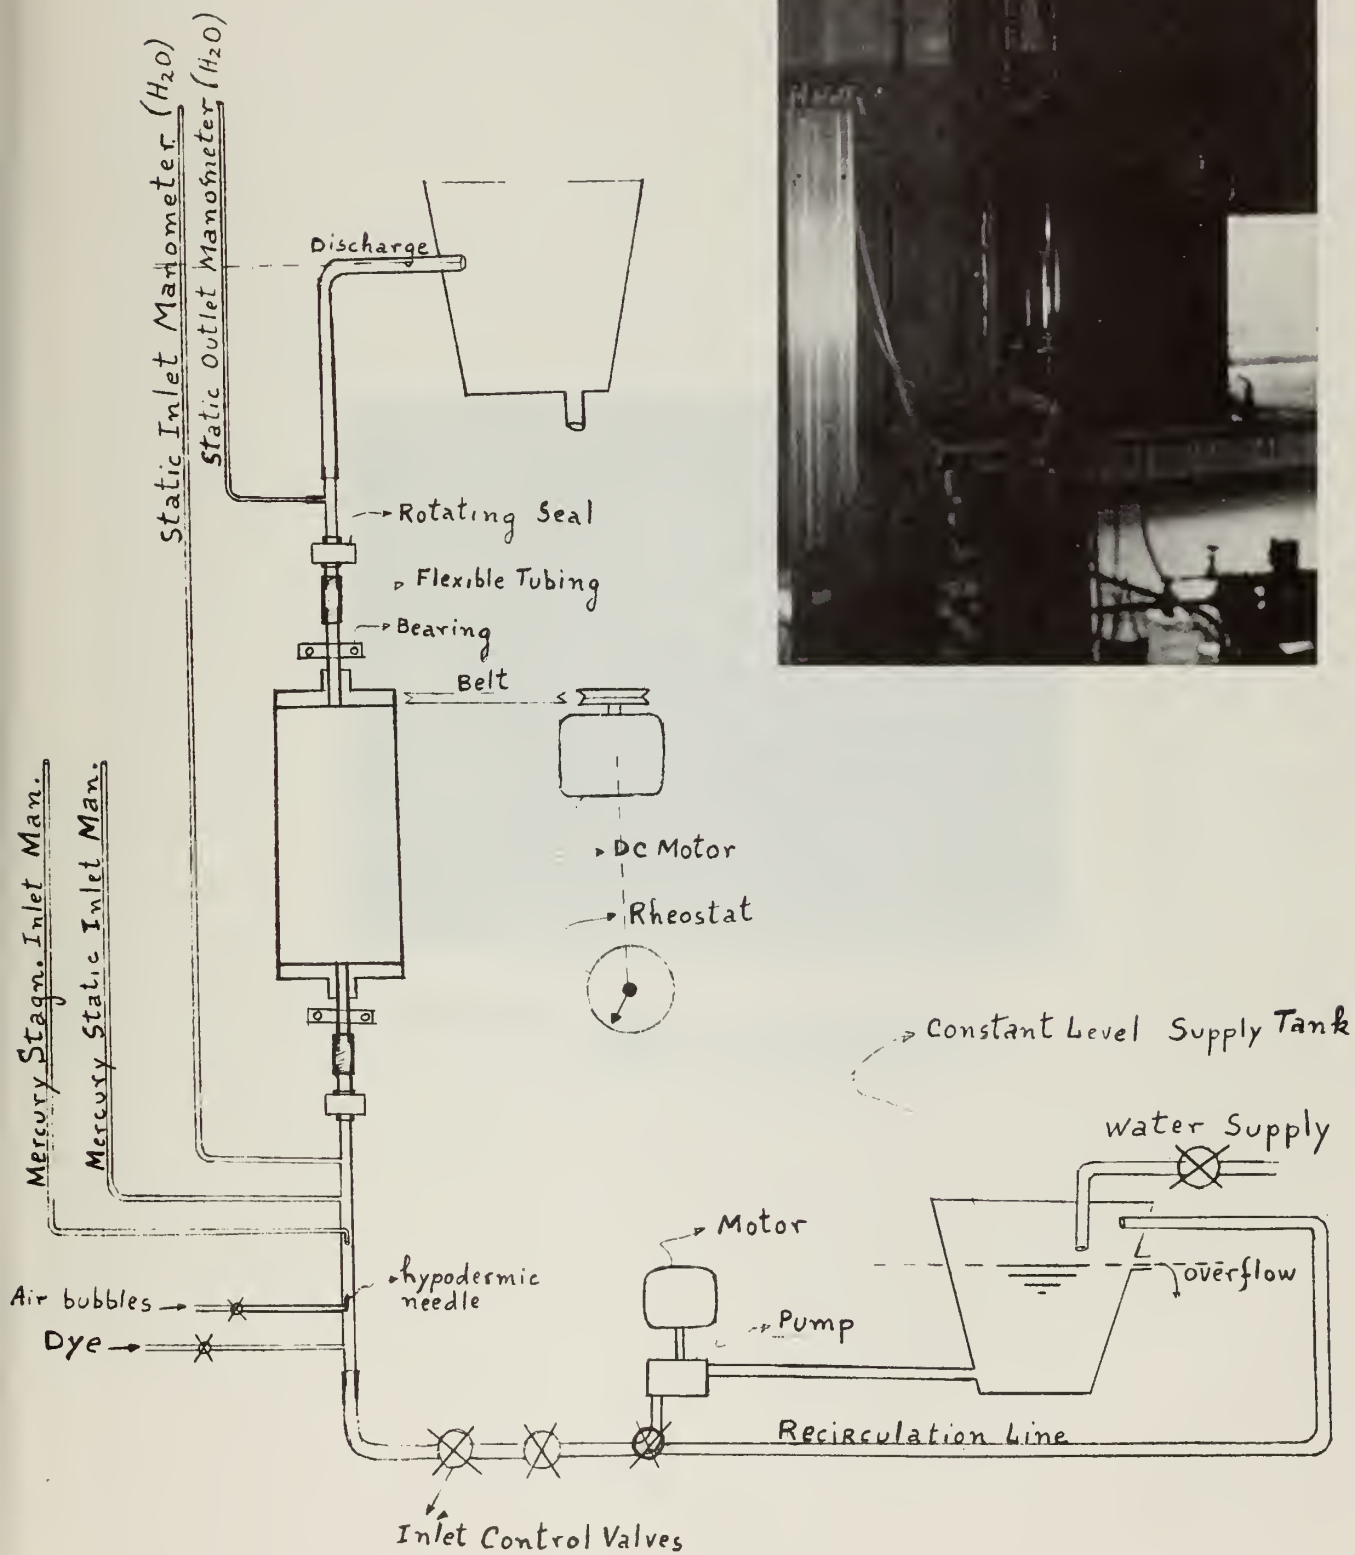 Static Inlet Manometer (H2O)
Static Outlet Manometer (H2O)
Discharge
Rotating Seal
Flexible Tubing
Bearing
Belt
Mercury Stagn. Inlet Man.
Mercury Static Inlet Man.
DC Motor
Rheostat
Constant Level Supply Tank
Water Supply
Motor
hypodermic
needle
overflow
Air bubbles
Pump
Dye
Recirculation Line
Inlet Control Valves